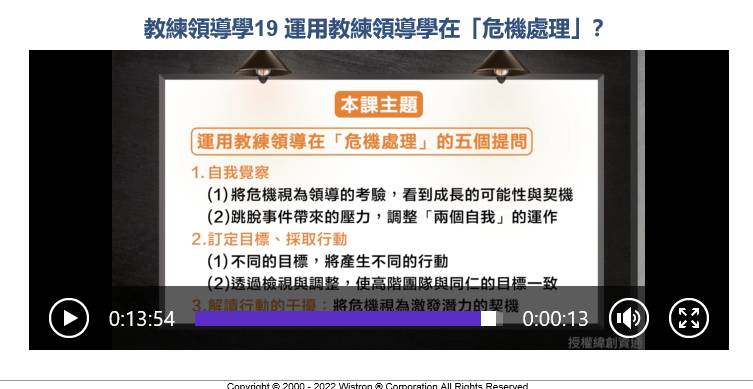 教練領導學19 運用教練領導學在「危機處理」?
本課主題
運用教練領導在「危機處理」的五個提問
1.自我覺察
(1)將危機視為領導的考驗，看到成長的可能性與契機
(2)跳脫事件帶來的壓力，調整「兩個自我」的運作
2.訂定目標、採取行動
(1)不同的目標，將產生不同的行動
(2)透過檢視與調整，使高階團隊與同仁的目標一致
3.解讀行動的干擾：將危機視為激發潛力的契機
0:13:54
0:00:13
授權緯創資通
Copyright © 2000 - 2022 Wistron ® Corporation All Rights Reserved